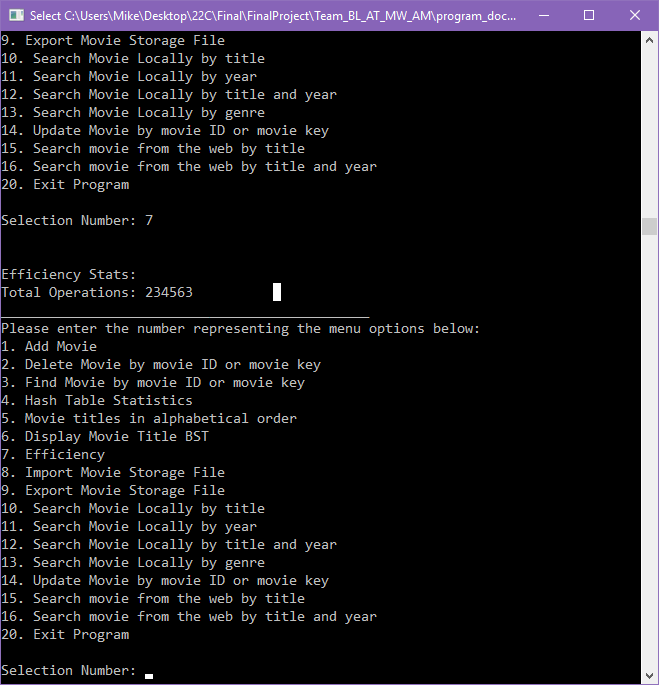 Select C:\Users\Mike\Desktop\22C\Final\FinalProject\Team_BL_AT_MW_AM\program_doc...
9. Export Movie Storage File
10. Search Movie Locally by title
11. Search Movie Locally by year
12. Search Movie Locally by title and year
13. Search Movie Locally by genre
14. Update Movie by movie ID or movie key
15. Search movie from the web by title
16. Search movie from the web by title and year
20. Exit Program
Selection Number: 7
Efficiency Stats:
Total Operations: 234563
______________________________________________
Please enter the number representing the menu options below:
1. Add Movie
2. Delete Movie by movie ID or movie key
3. Find Movie by movie ID or movie key
4. Hash Table Statistics
5. Movie titles in alphabetical order
6. Display Movie Title BST
7. Efficiency
8. Import Movie Storage File
9. Export Movie Storage File
10. Search Movie Locally by title
11. Search Movie Locally by year
12. Search Movie Locally by title and year
13. Search Movie Locally by genre
14. Update Movie by movie ID or movie key
15. Search movie from the web by title
16. Search movie from the web by title and year
20. Exit Program
Selection Number: